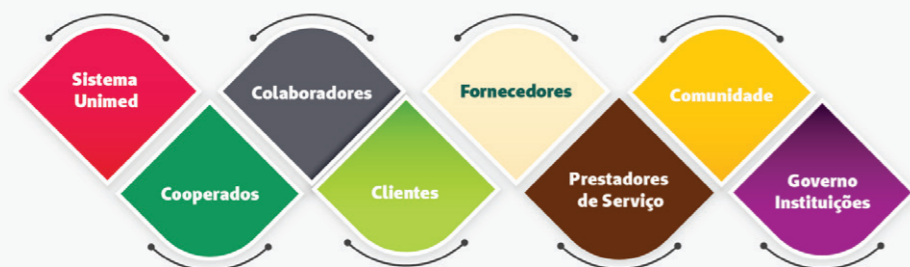 Sistema
Unimed
Cooperados
Colaboradores
Clientes
Fornecedores
Prestadores
de Serviço
Comunidade
Governo
Instituições